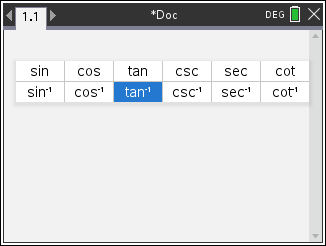 1.1 *Doc DEG
sin cos tan csc sec cot
sin⁻¹ cos⁻¹ tan⁻¹ csc⁻¹ sec⁻¹ cot⁻¹